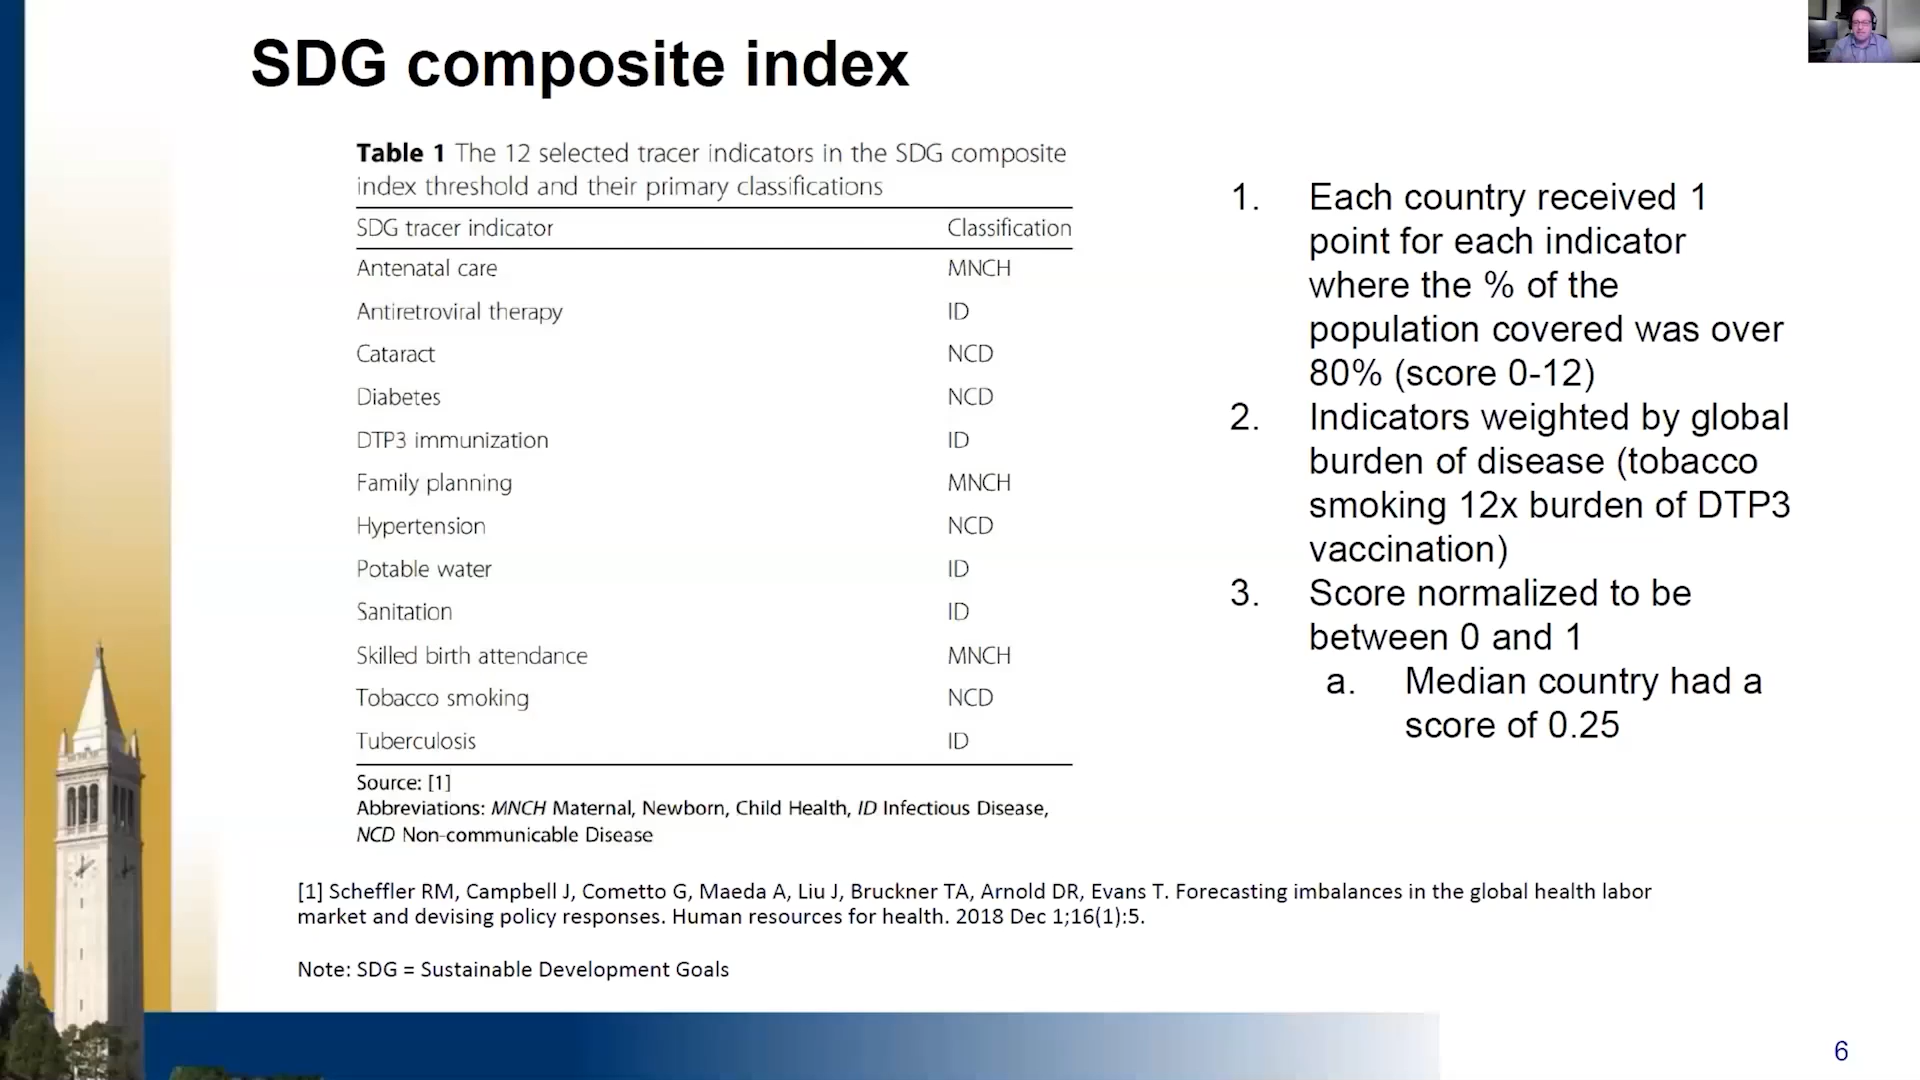 SDG composite index
Table 1 The 12 selected tracer indicators in the SDG composite
index threshold and their primary classifications
SDG tracer indicator Classification
Antenatal care MNCH
Antiretroviral therapy ID
Cataract NCD
Diabetes NCD
DTP3 immunization ID
Family planning MNCH
Hypertension NCD
Potable water ID
Sanitation ID
Skilled birth attendance MNCH
Tobacco smoking NCD
Tuberculosis ID
Source: [1]
Abbreviations: MNCH Maternal, Newborn, Child Health, ID Infectious Disease,
NCD Non-communicable Disease
1. Each country received 1
point for each indicator
where the % of the
population covered was over
80% (score 0-12)
2. Indicators weighted by global
burden of disease (tobacco
smoking 12x burden of DTP3
vaccination)
3. Score normalized to be
between 0 and 1
a. Median country had a
score of 0.25
[1] Scheffler RM, Campbell J, Cometto G, Maeda A, Liu J, Bruckner TA, Arnold DR, Evans T. Forecasting imbalances in the global health labor
market and devising policy responses. Human resources for health. 2018 Dec 1;16(1):5.
Note: SDG = Sustainable Development Goals
6